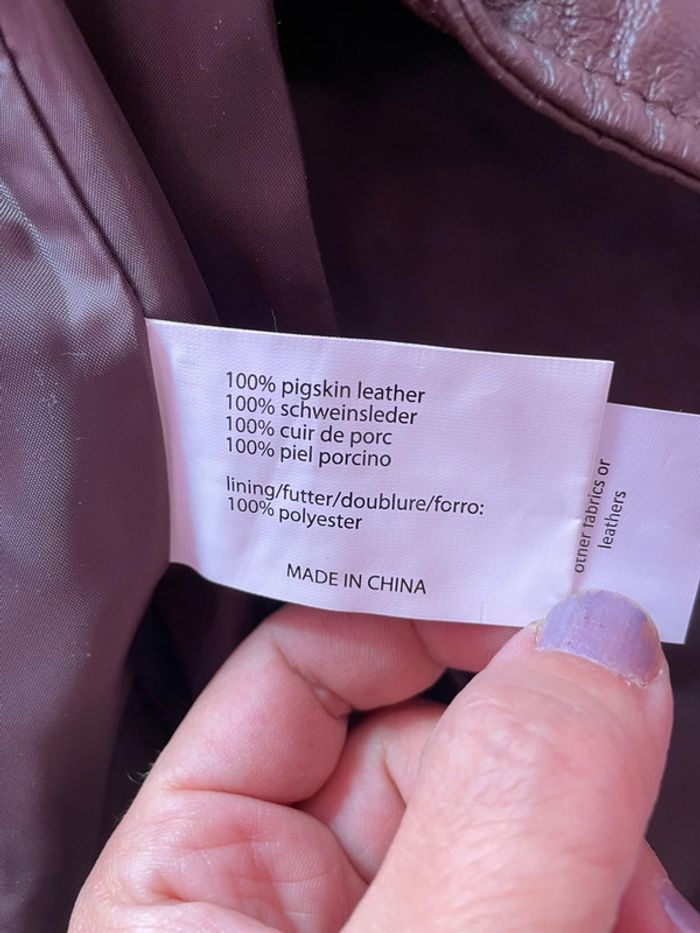 100% pigskin leather
100% schweinsleder
100% cuir de porc
100% piel porcino
lining/futter/doublure/forro:
100% polyester
MADE IN CHINA
other fabrics or
leathers